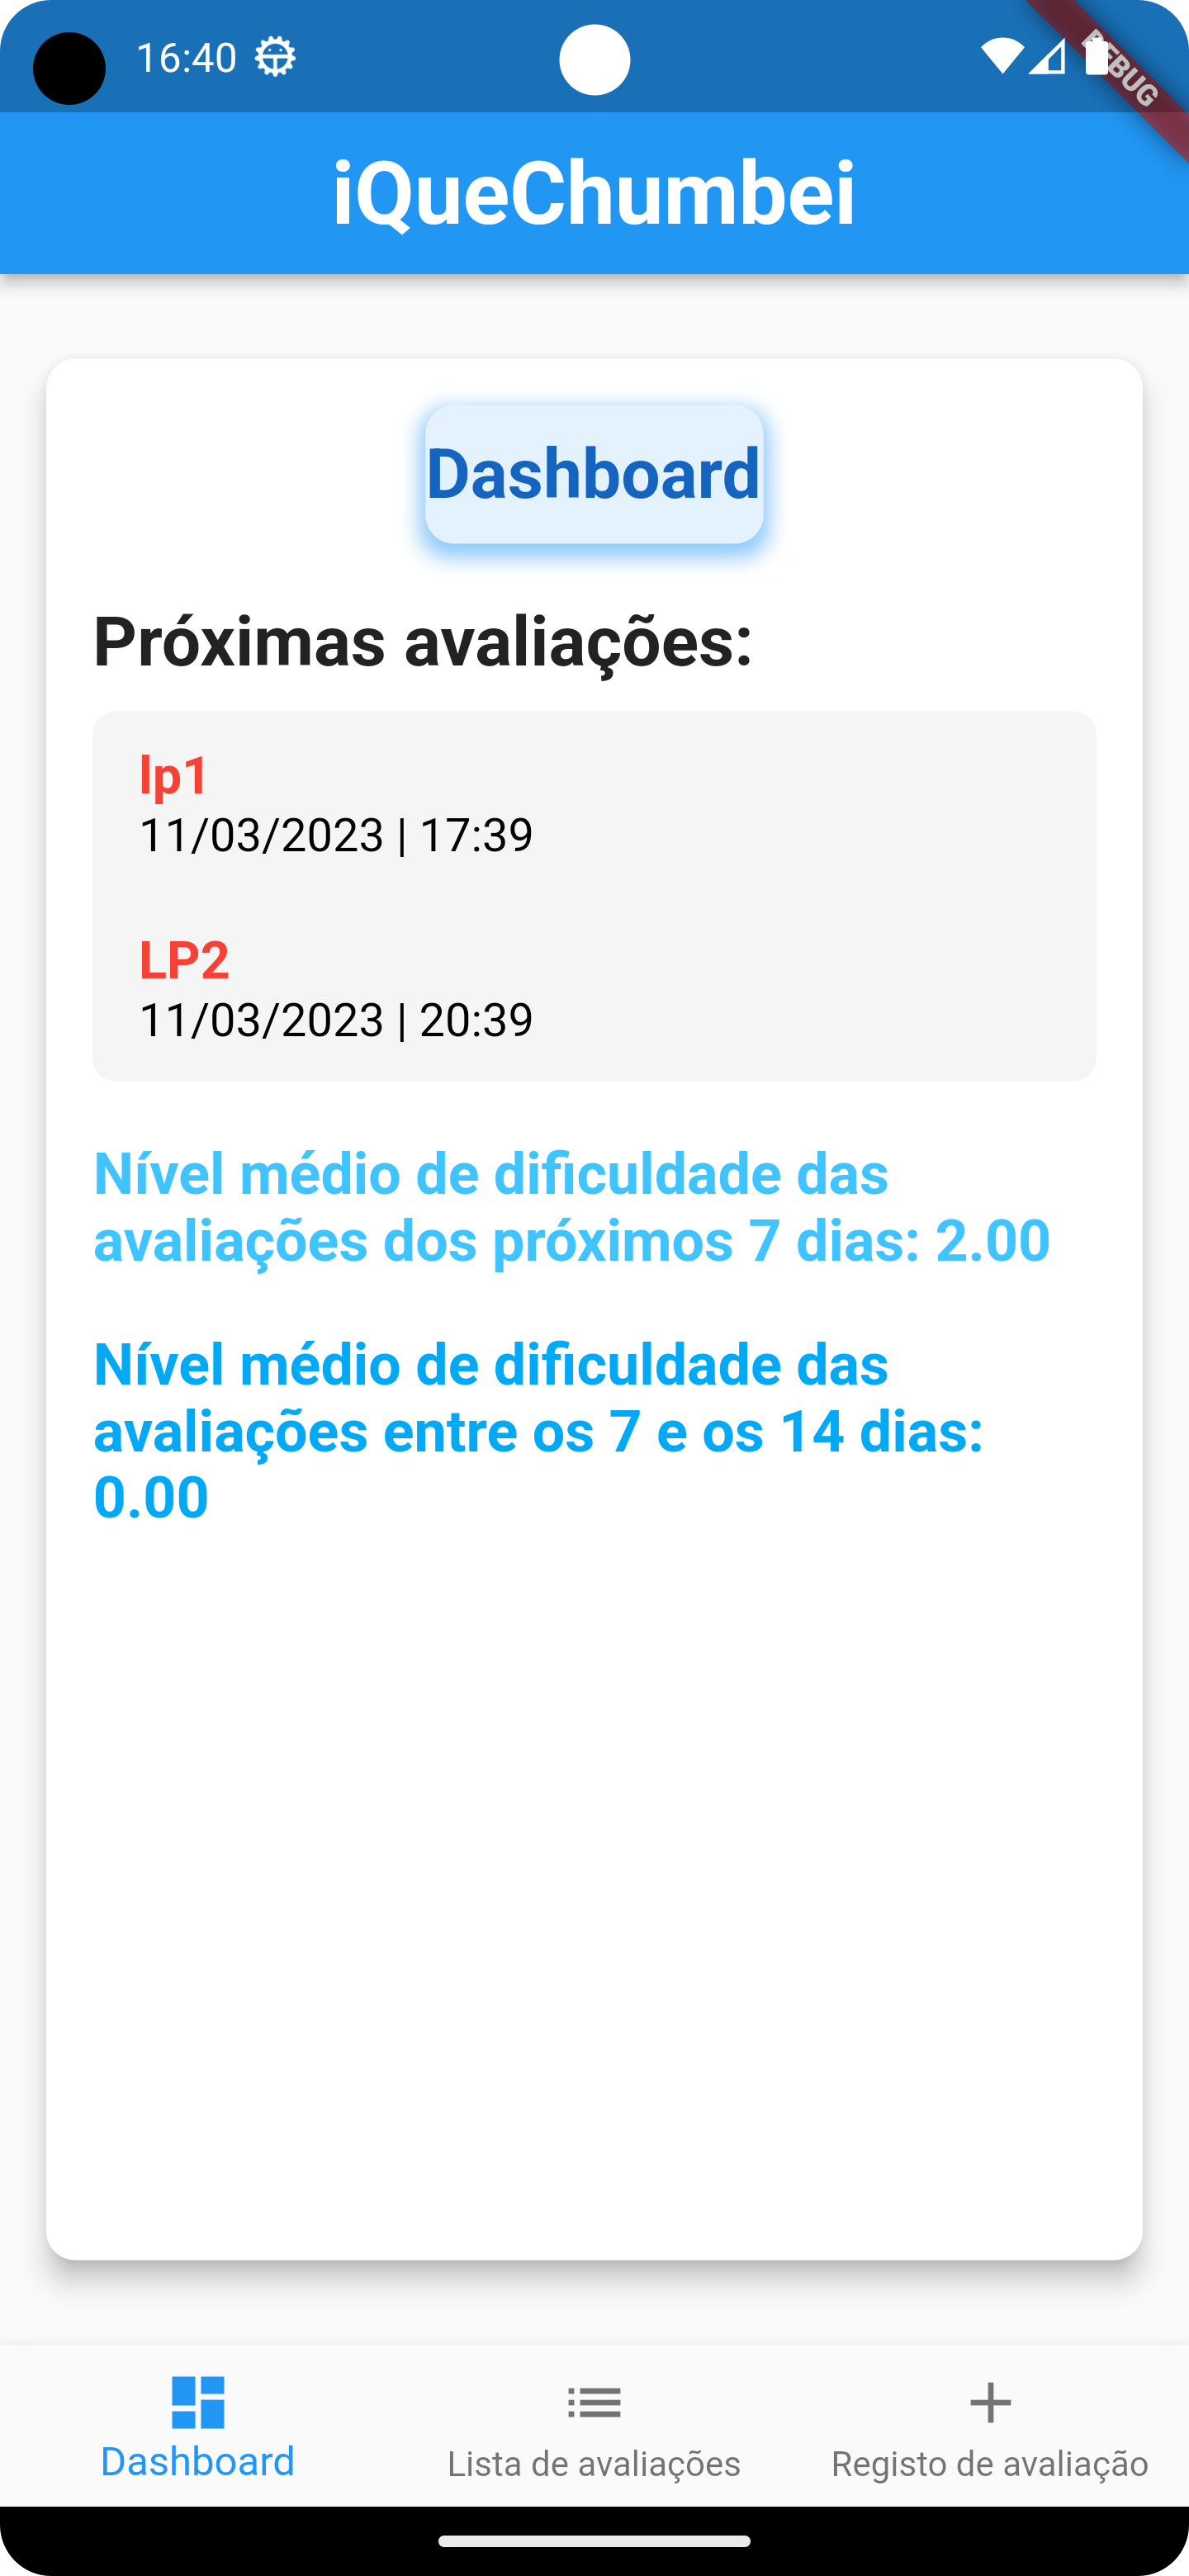 16:40
DEBUG
iQueChumbei
Dashboard
Próximas avaliações:
lp1
11/03/2023 | 17:39
LP2
11/03/2023 | 20:39
Nível médio de dificuldade das
avaliações dos próximos 7 dias: 2.00
Nível médio de dificuldade das
avaliações entre os 7 e os 14 dias:
0.00
Dashboard
Lista de avaliações
Registo de avaliação